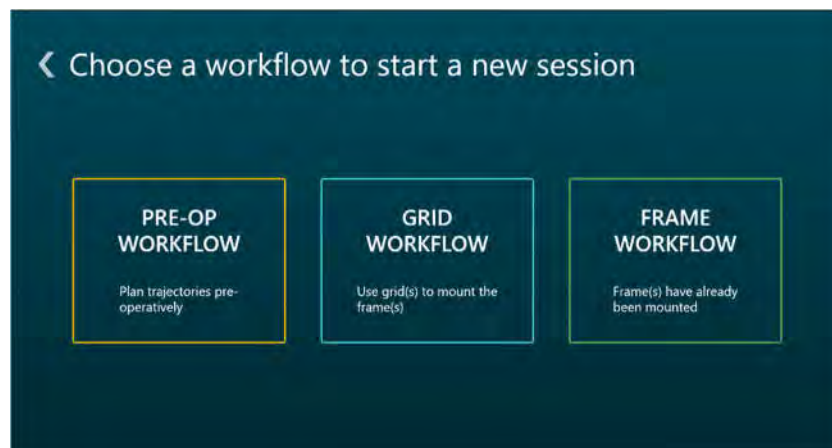 Choose a workflow to start a new session
PRE-OP
WORKFLOW
Plan trajectories pre-
operatively
GRID
WORKFLOW
Use grid(s) to mount the
frame(s)
FRAME
WORKFLOW
Frame(s) have already
been mounted